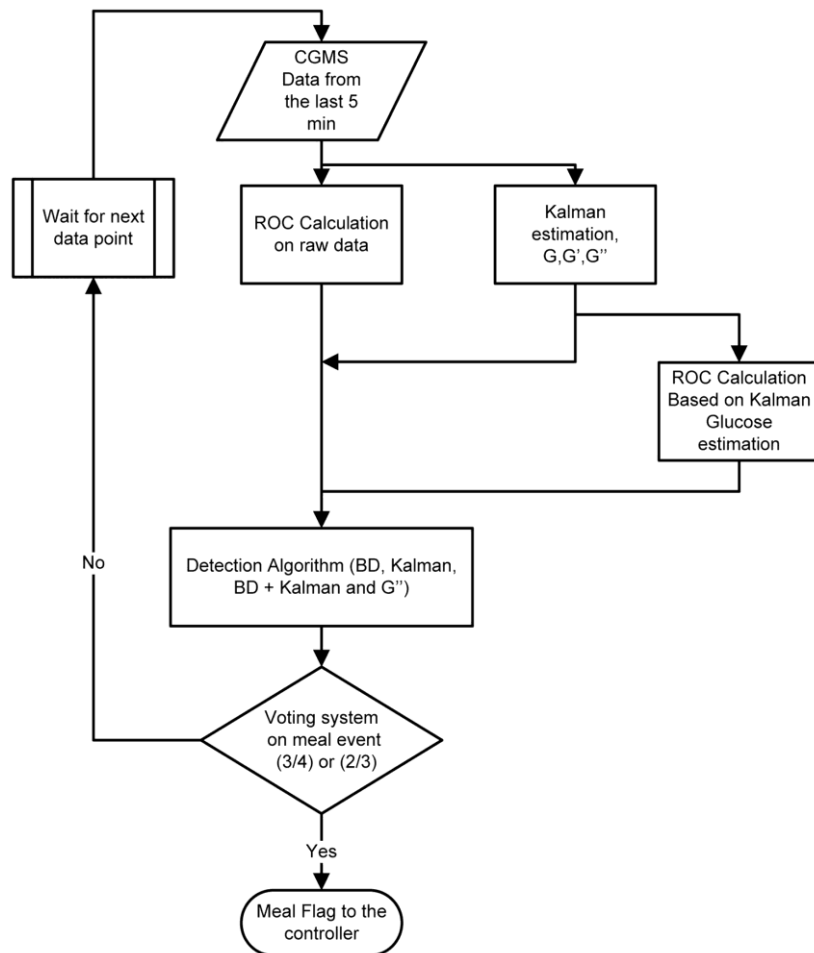 CGMS
Data from
the last 5
min
Wait for next
data point
ROC Calculation
on raw data
Kalman
estimation,
G,G’,G’’
ROC Calculation
Based on Kalman
Glucose
estimation
Detection Algorithm (BD, Kalman,
BD + Kalman and G’’)
No
Voting system
on meal event
(3/4) or (2/3)
Yes
Meal Flag to the
controller